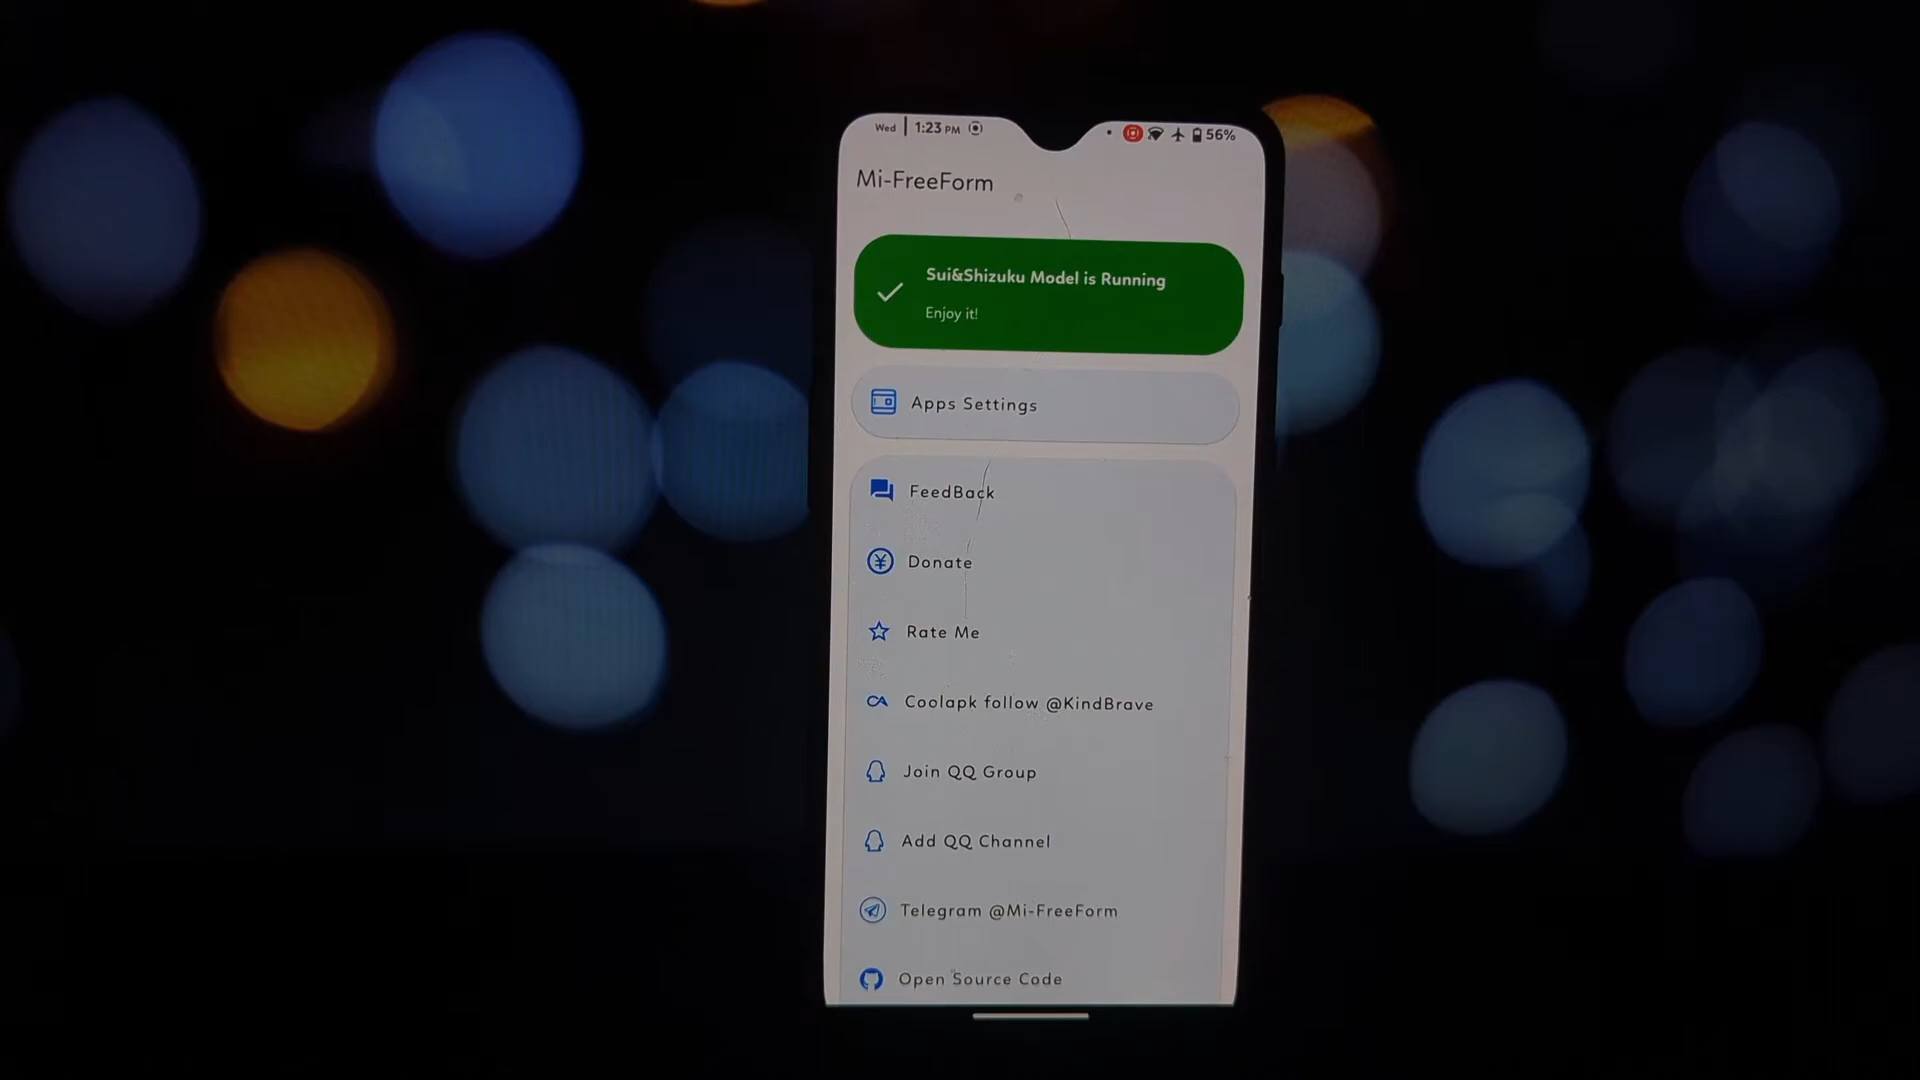 Wed 1:23 PM 56%
Mi-FreeForm
Sui&Shizuku Model is Running
Enjoy it!
Apps Settings
FeedBack
Donate
Rate Me
Coolapk follow @KindBrave
Join QQ Group
Add QQ Channel
Telegram @Mi-FreeForm
Open Source Code